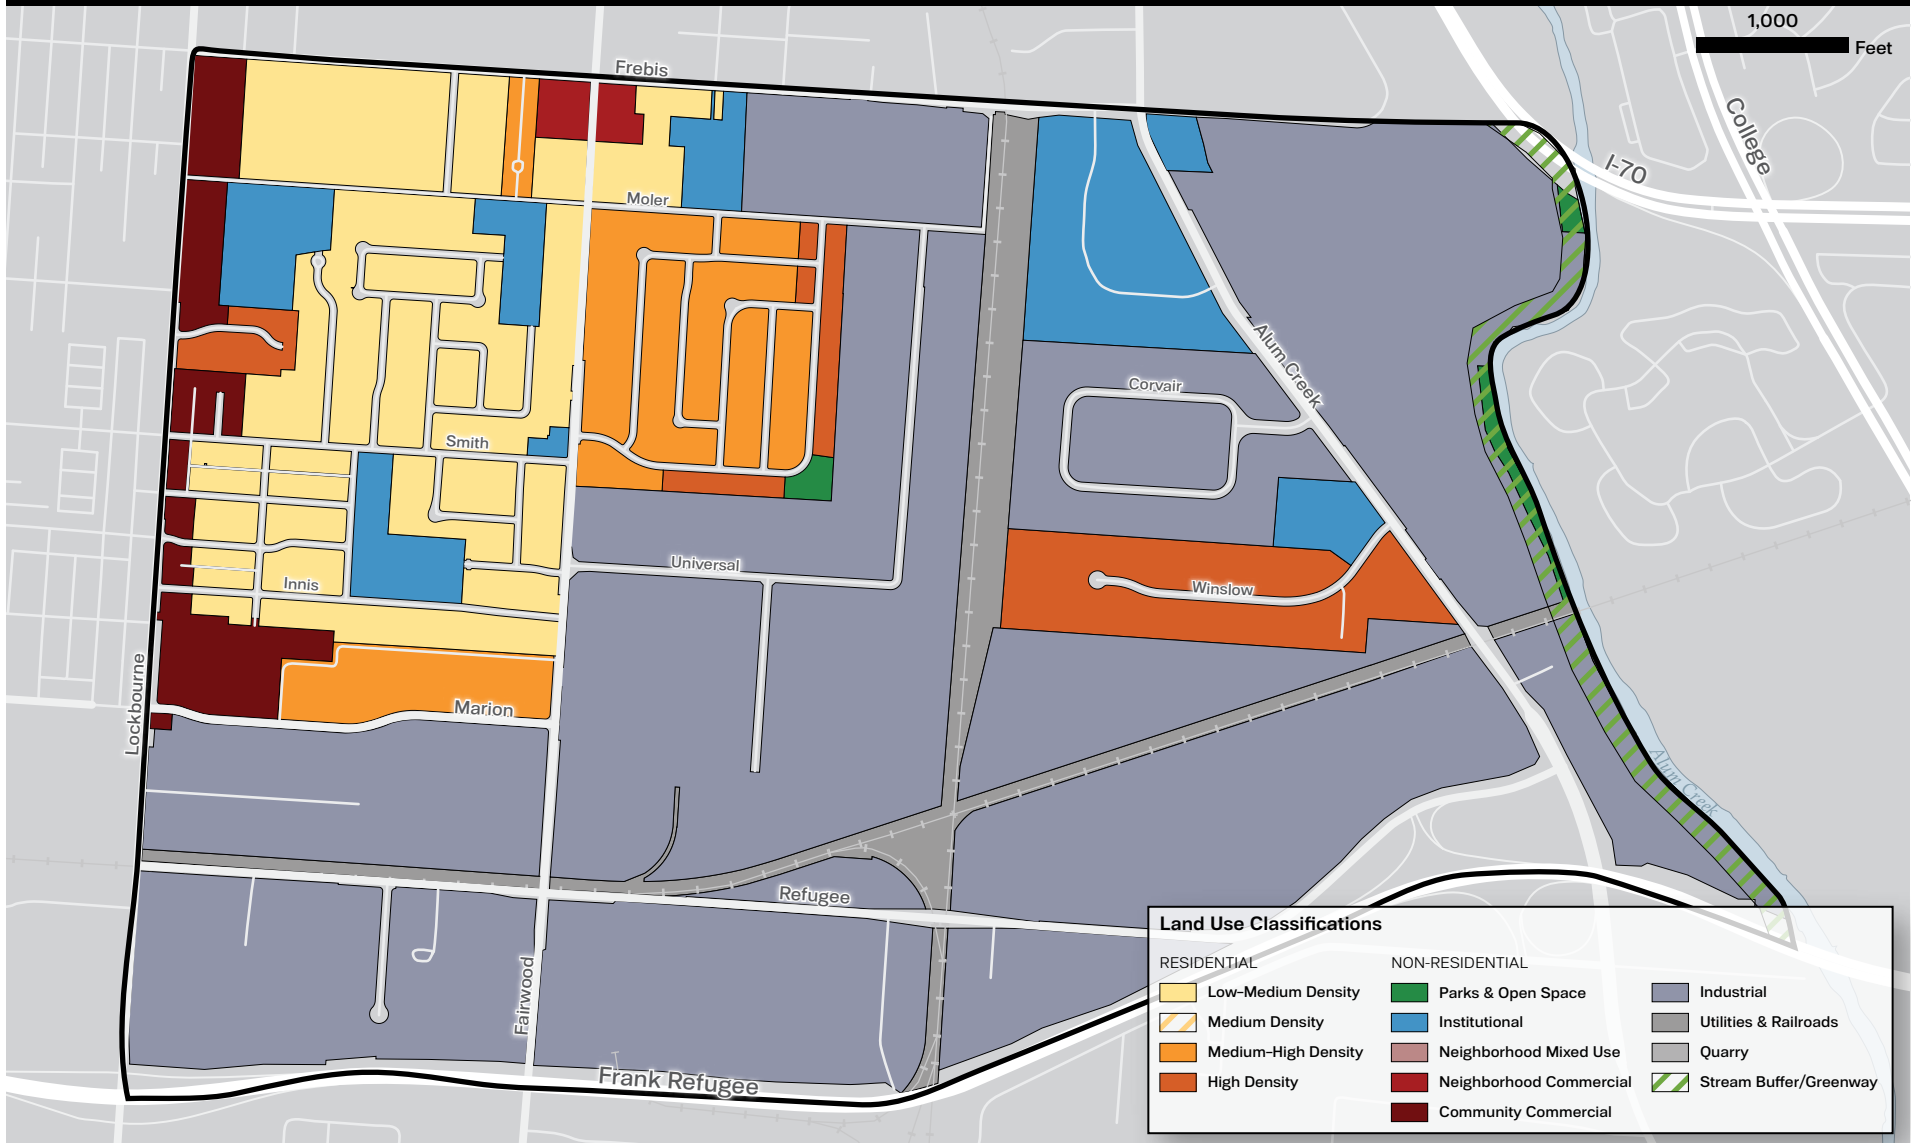 1,000
Feet
Frebis
College
I-70
Moler
Alum Creek
Corvair
Smith
Universal
Innis
Winslow
Lockbourne
Marion
Alum Creek
Refugee
Fairwood
Frank Refugee
Land Use Classifications
RESIDENTIAL
Low–Medium Density
Medium Density
Medium–High Density
High Density
NON-RESIDENTIAL
Parks & Open Space
Institutional
Neighborhood Mixed Use
Neighborhood Commercial
Community Commercial
Industrial
Utilities & Railroads
Quarry
Stream Buffer/Greenway